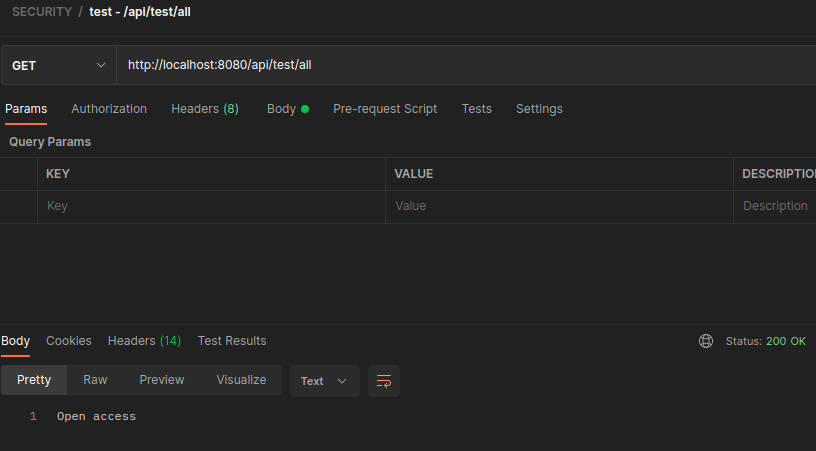 SECURITY / test - /api/test/all
GET http://localhost:8080/api/test/all
Params Authorization Headers (8) Body Pre-request Script Tests Settings
Query Params
KEY VALUE DESCRIPTIO
Key Value Description
Body Cookies Headers (14) Test Results Status: 200 OK
Pretty Raw Preview Visualize Text
1 Open access